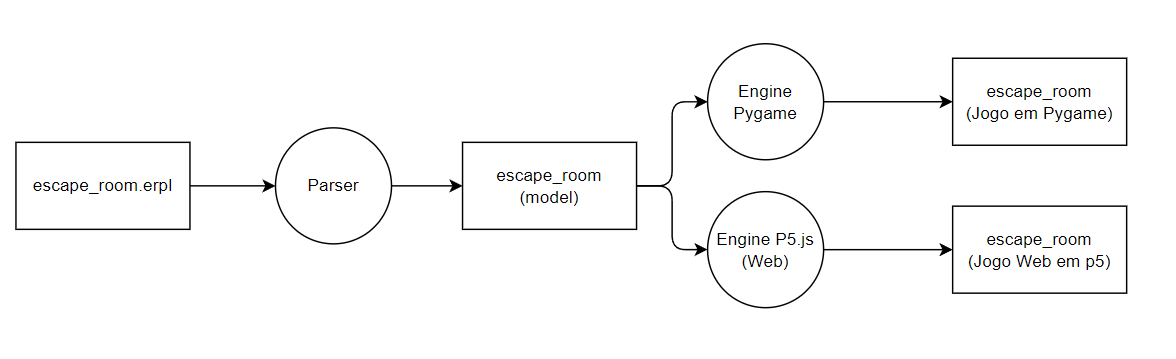 escape_room.erpl
Parser
escape_room
(model)
Engine
Pygame
escape_room
(Jogo em Pygame)
Engine P5.js
(Web)
escape_room
(Jogo Web em p5)